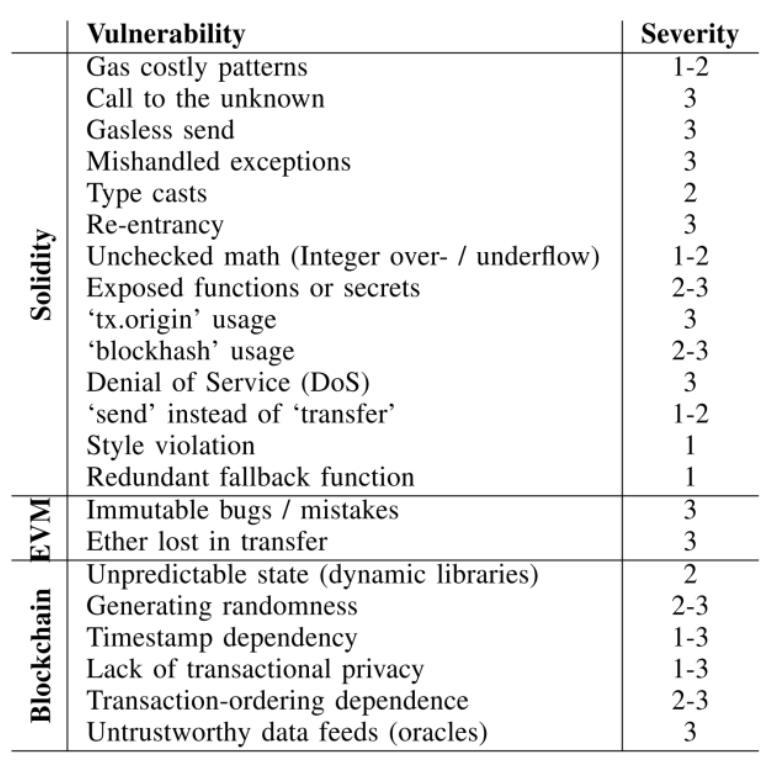 Vulnerability Severity
Solidity
Gas costly patterns 1-2
Call to the unknown 3
Gasless send 3
Mishandled exceptions 3
Type casts 2
Re-entrancy 3
Unchecked math (Integer over- / underflow) 1-2
Exposed functions or secrets 2-3
‘tx.origin’ usage 3
‘blockhash’ usage 2-3
Denial of Service (DoS) 3
‘send’ instead of ‘transfer’ 1-2
Style violation 1
Redundant fallback function 1
EVM
Immutable bugs / mistakes 3
Ether lost in transfer 3
Blockchain
Unpredictable state (dynamic libraries) 2
Generating randomness 2-3
Timestamp dependency 1-3
Lack of transactional privacy 1-3
Transaction-ordering dependence 2-3
Untrustworthy data feeds (oracles) 3